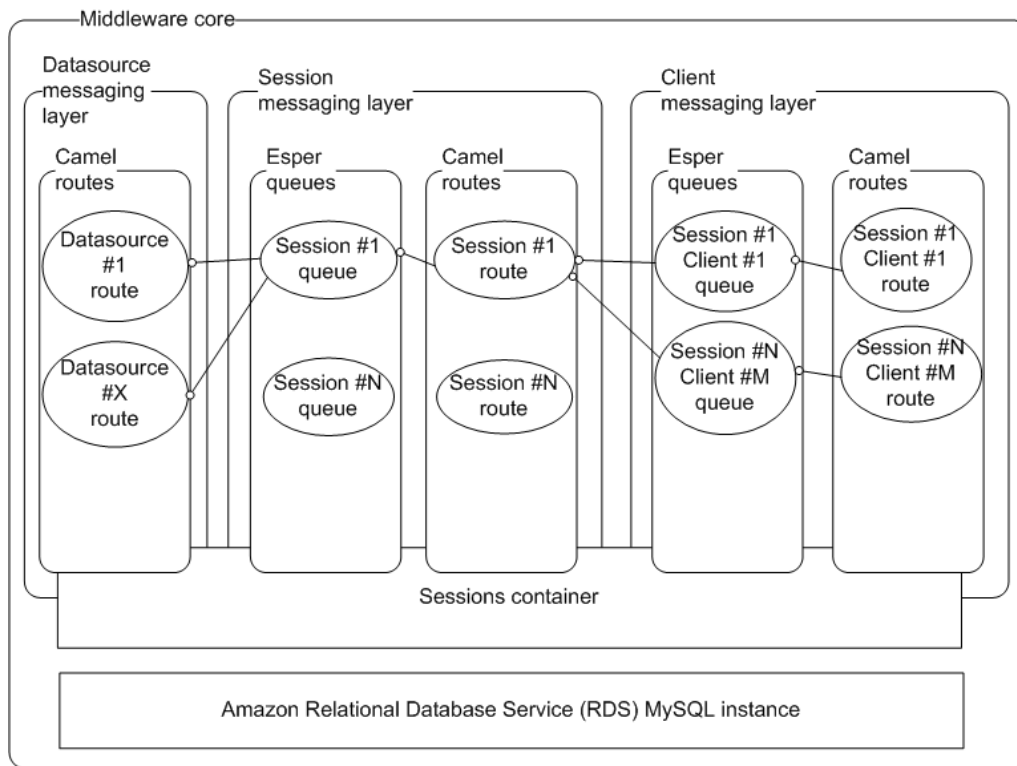 Middleware core
Datasource
messaging
layer
Session
messaging layer
Client
messaging layer
Camel
routes
Esper
queues
Camel
routes
Esper
queues
Camel
routes
Datasource
#1
route
Session #1
queue
Session #1
route
Session #1
Client #1
queue
Session #1
Client #1
route
Datasource
#X
route
Session #N
queue
Session #N
route
Session #N
Client #M
queue
Session #N
Client #M
route
Sessions container
Amazon Relational Database Service (RDS) MySQL instance